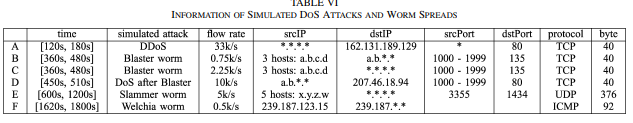 TABLE VI
INFORMATION OF SIMULATED DOS ATTACKS AND WORM SPREADS
time simulated attack flow rate srcIP dstIP srcPort dstPort protocol byte
A [120s, 180s] DDoS 33k/s *.*.*.* 162.131.189.129 * 80 TCP 40
B [360s, 480s] Blaster worm 0.75k/s 3 hosts: a.b.c.d a.b.*.* 1000 - 1999 135 TCP 40
C [360s, 480s] Blaster worm 2.25k/s 3 hosts: a.b.c.d *.*.*.* 1000 - 1999 135 TCP 40
D [450s, 510s] DoS after Blaster 10k/s a.b.*.* 207.46.18.94 1000 - 1999 80 TCP 40
E [600s, 1200s] Slammer worm 5k/s 5 hosts: x.y.z.w *.*.*.* 3355 1434 UDP 376
F [1620s, 1800s] Welchia worm 0.5k/s 239.187.123.15 239.187.*.* ICMP 92